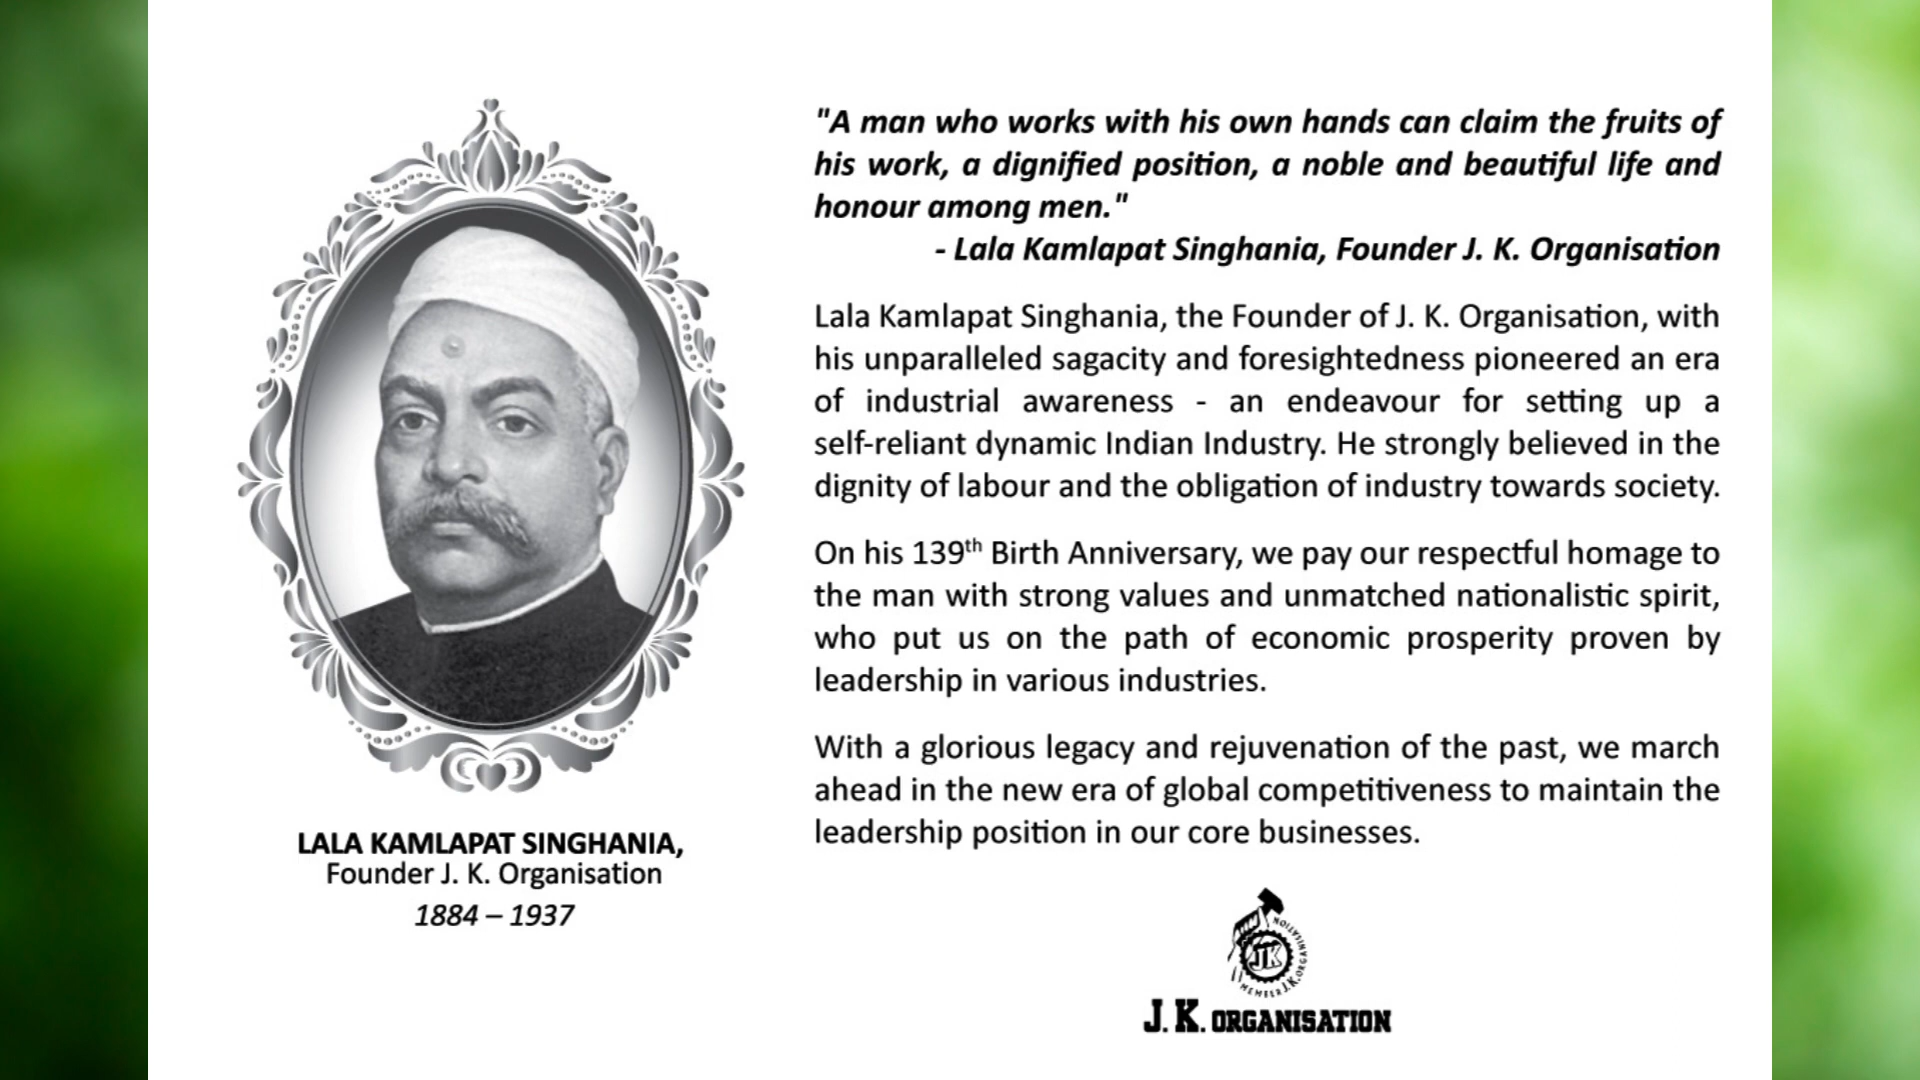 "A man who works with his own hands can claim the fruits of
his work, a dignified position, a noble and beautiful life and
honour among men."
- Lala Kamlapat Singhania, Founder J. K. Organisation
Lala Kamlapat Singhania, the Founder of J. K. Organisation, with
his unparalleled sagacity and foresightedness pioneered an era
of industrial awareness - an endeavour for setting up a
self-reliant dynamic Indian Industry. He strongly believed in the
dignity of labour and the obligation of industry towards society.
On his 139th Birth Anniversary, we pay our respectful homage to
the man with strong values and unmatched nationalistic spirit,
who put us on the path of economic prosperity proven by
leadership in various industries.
With a glorious legacy and rejuvenation of the past, we march
ahead in the new era of global competitiveness to maintain the
leadership position in our core businesses.
LALA KAMLAPAT SINGHANIA,
Founder J. K. Organisation
1884 – 1937
JK
MEMBER J.K. ORGANISATION
J. K. ORGANISATION